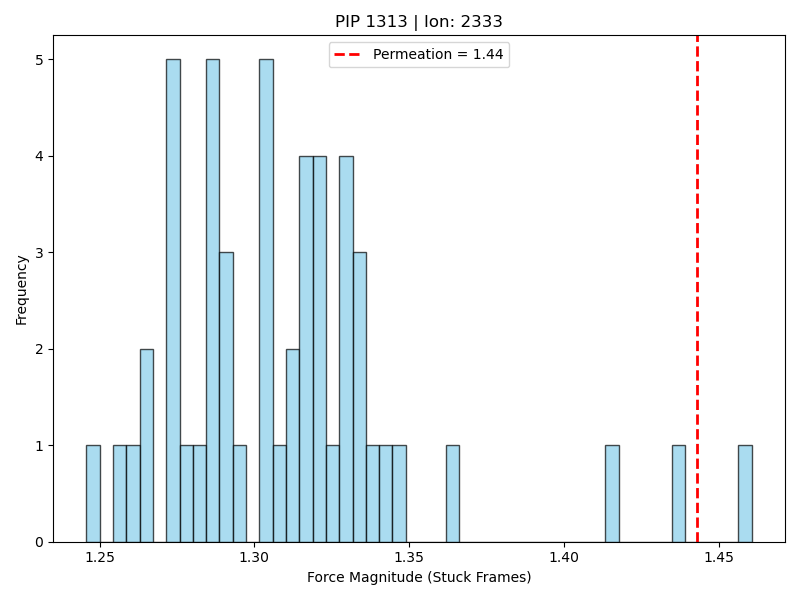 PIP 1313 | Ion: 2333
Permeation = 1.44
Frequency
5
4
3
2
1
0
1.25 1.30 1.35 1.40 1.45
Force Magnitude (Stuck Frames)